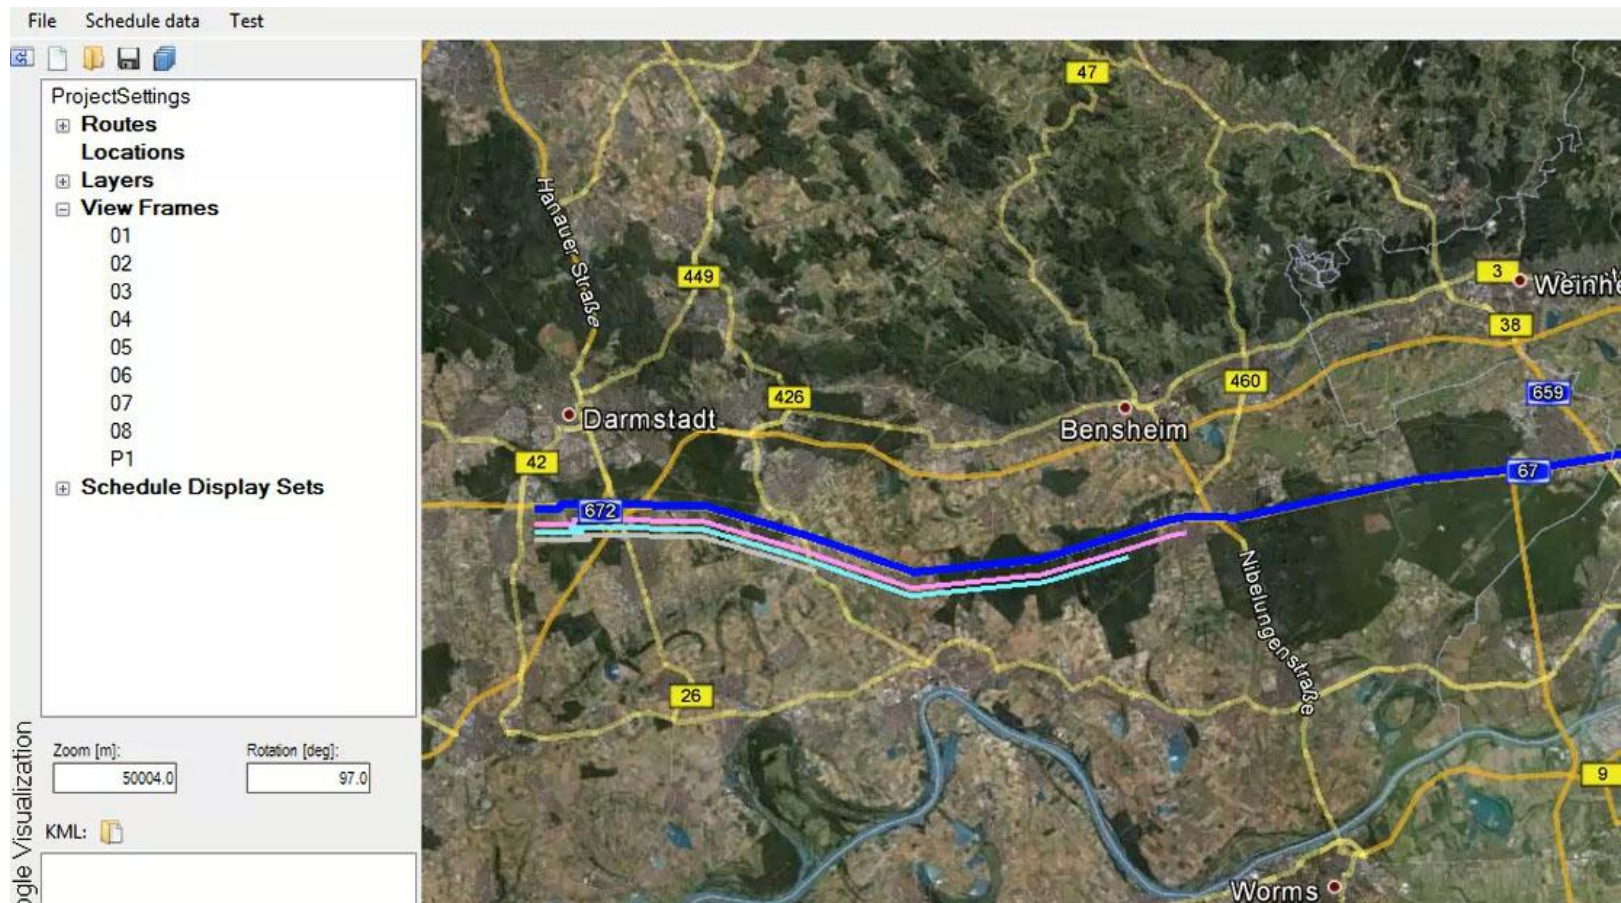 File Schedule data Test
ProjectSettings
Routes
Locations
Layers
View Frames
01
02
03
04
05
06
07
08
P1
Schedule Display Sets
Zoom [m]: Rotation [deg]:
50004.0 97.0
KML:
ogle Visualization
47
Hanauer Straße
449
3
Weinhe
38
426
460
659
Darmstadt
Bensheim
42
67
672
Nibelungenstraße
26
9
Worms